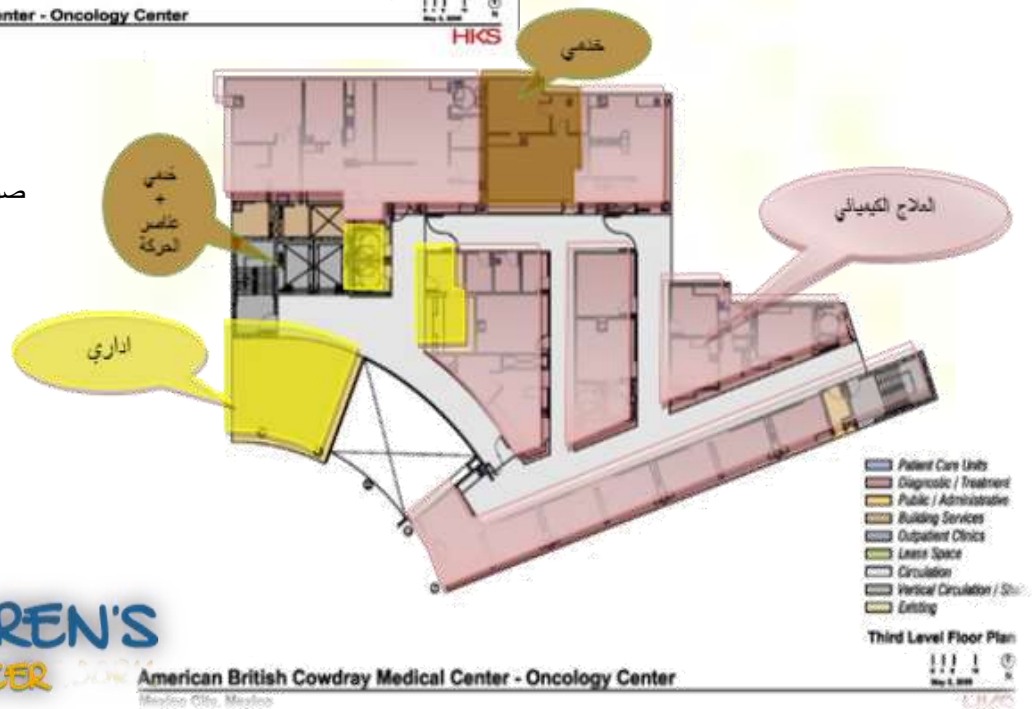 enter - Oncology Center
HKS
خدمي
خدمي
+
عناصر
الحركة
العلاج الكيميائي
اداري
Patient Care Units
Diagnostic / Treatment
Public / Administrative
Building Services
Outpatient Clinics
Lease Space
Circulation
Vertical Circulation /
Existing
Third Level Floor Plan
REN'S
American British Cowdray Medical Center - Oncology Center
Mexico City, Mexico